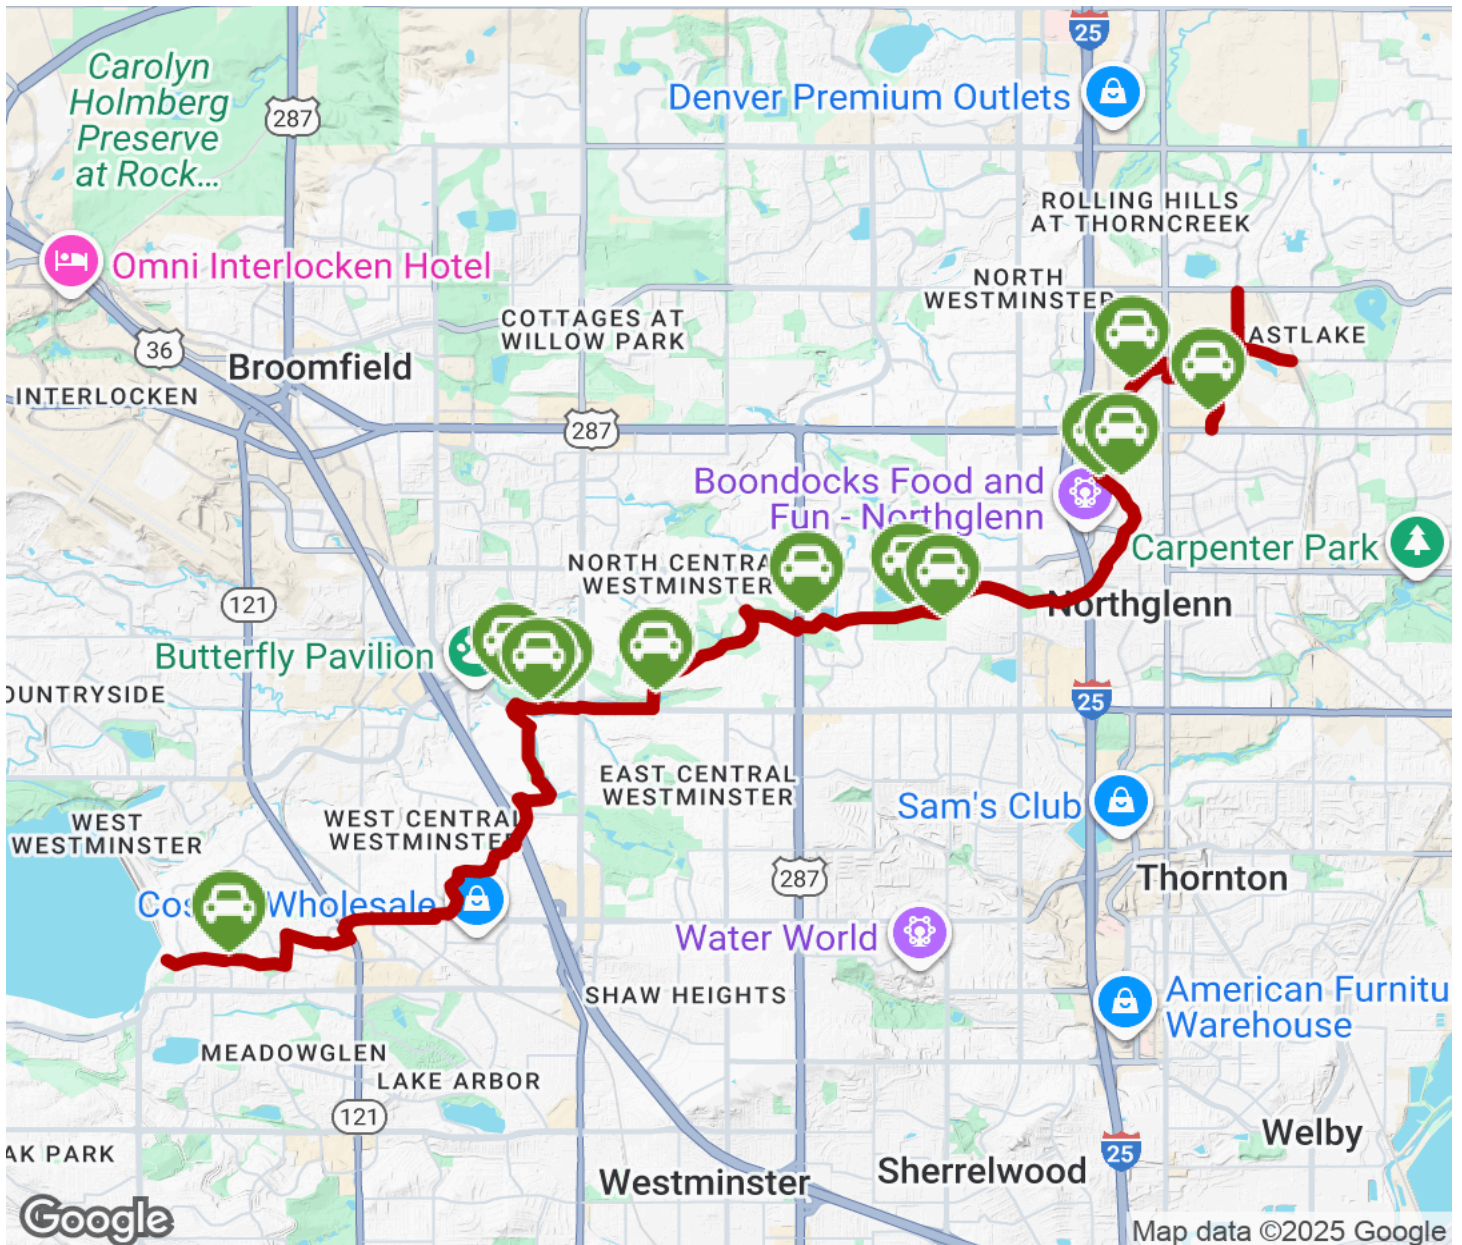 Carolyn
Holmberg
Preserve
at Rock...
287
25
Denver Premium Outlets
ROLLING HILLS
AT THORNCREEK
Omni Interlocken Hotel
NORTH
WESTMINSTER
COTTAGES AT
WILLOW PARK
ASTLAKE
36
Broomfield
INTERLOCKEN
287
Boondocks Food and
Fun - Northglenn
Carpenter Park
NORTH CENTRA
WESTMINSTER
121
Northglenn
Butterfly Pavilion
OUNTRYSIDE
25
EAST CENTRAL
WESTMINSTER
Sam's Club
WEST
WESTMINSTER
WEST CENTRAL
WESTMINSTE
287
Thornton
Cos Wholesale
Water World
SHAW HEIGHTS
American Furnitu
Warehouse
MEADOWGLEN
LAKE ARBOR
121
Welby
AK PARK
25
Sherrelwood
Westminster
Google
Map data ©2025 Google